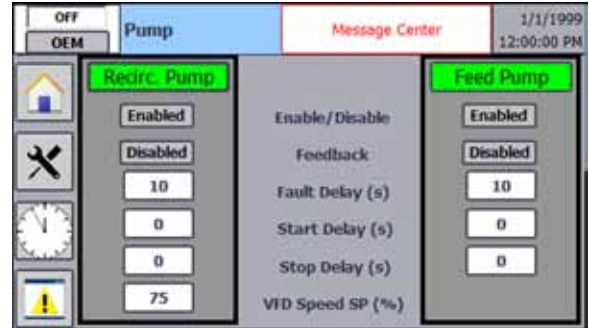 OFF
OEM
Pump
Message Center
1/1/1999
12:00:00 PM
Recirc. Pump
Feed Pump
Enabled
Enable/Disable
Enabled
Disabled
Feedback
Disabled
10
Fault Delay (s)
10
0
Start Delay (s)
0
0
Stop Delay (s)
0
75
VFD Speed SP (%)